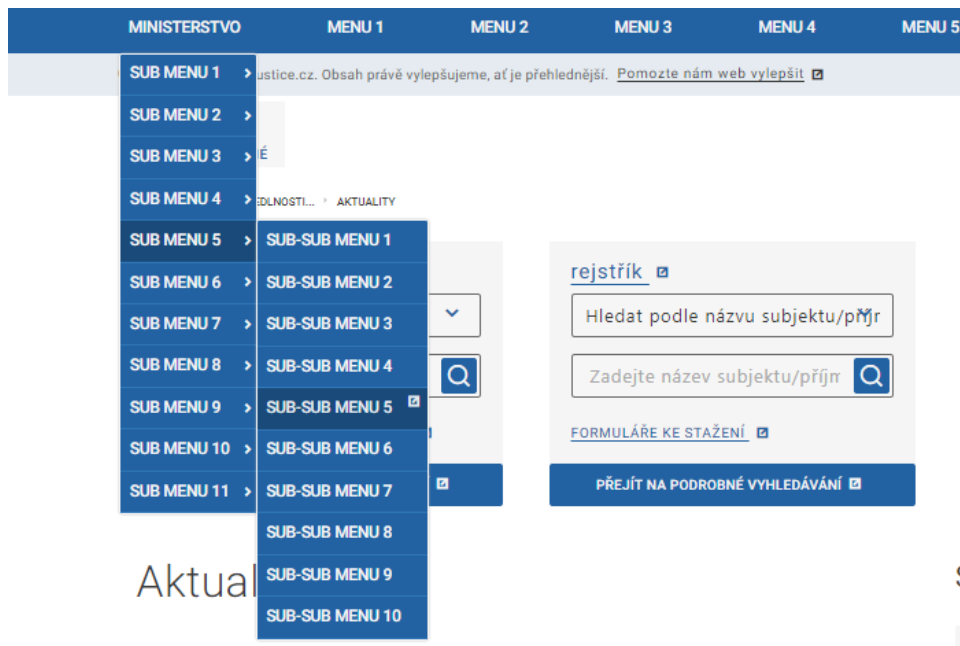 MINISTERSTVO MENU 1 MENU 2 MENU 3 MENU 4 MENU 5
SUB MENU 1
ustice.cz. Obsah právě vylepšujeme, ať je přehlednější. Pomozte nám web vylepšit
SUB MENU 2
SUB MENU 3
SUB MENU 4
AKTUALITY
SUB MENU 5
SUB MENU 6
SUB MENU 7
SUB MENU 8
SUB MENU 9
SUB MENU 10
SUB MENU 11
SUB-SUB MENU 1
SUB-SUB MENU 2
SUB-SUB MENU 3
SUB-SUB MENU 4
SUB-SUB MENU 5
SUB-SUB MENU 6
SUB-SUB MENU 7
SUB-SUB MENU 8
SUB-SUB MENU 9
SUB-SUB MENU 10
rejstřík
Hledat podle názvu subjektu/příjr
Zadejte název subjektu/příjm
FORMULÁŘE KE STAŽENÍ
PŘEJÍT NA PODROBNÉ VYHLEDÁVÁNÍ
Aktual